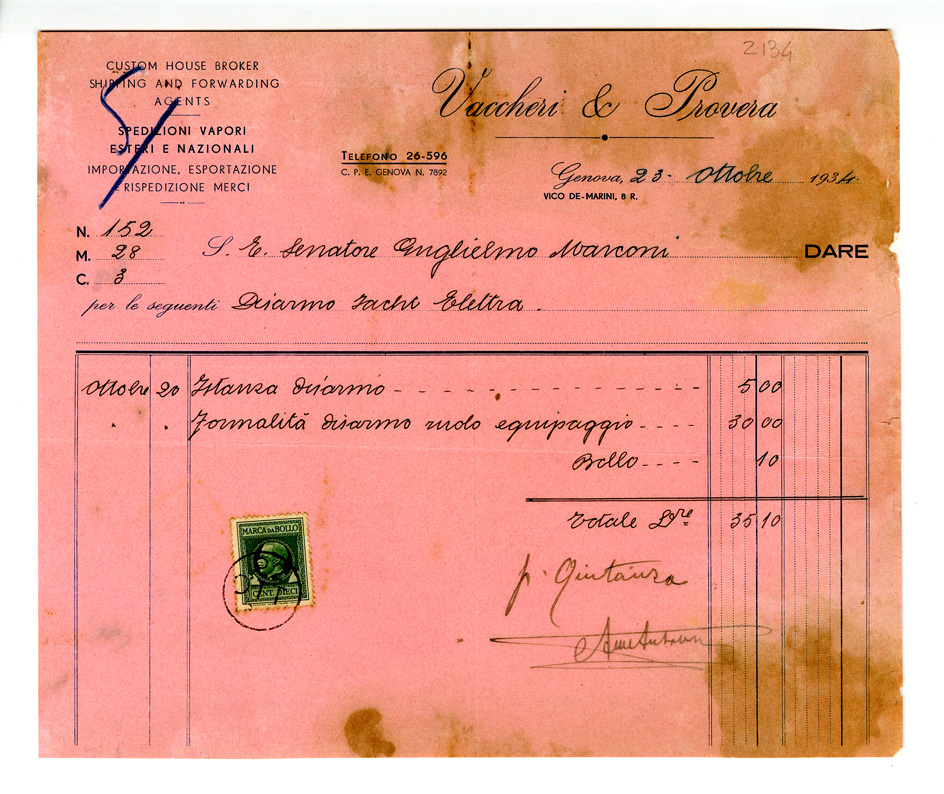 2134
CUSTOM HOUSE BROKER
SHIPPING AND FORWARDING
AGENTS
SPEDIZIONI VAPORI
ESTERI E NAZIONALI
IMPORTAZIONE, ESPORTAZIONE
E RISPEDIZIONE MERCI
5/
Vaccheri & Provera
TELEFONO 26-596
C. P. E. GENOVA N. 7892
Genova, 23 - Ottobre 1934
VICO DE-MARINI, 8 R.
N. 152
M. 28
C. 3
S. E. Senatore Guglielmo Marconi DARE
per le seguenti Disarmo Yacht Elettra.
Ottobre 20 Istanza disarmo - - - - 5 00
" " Formalità disarmo ruolo equipaggio - - - - 30 00
Bollo - - - - 10
Totale Lire 35 10
MARCA DA BOLLO
CENT. DIECI
p. Quietanza